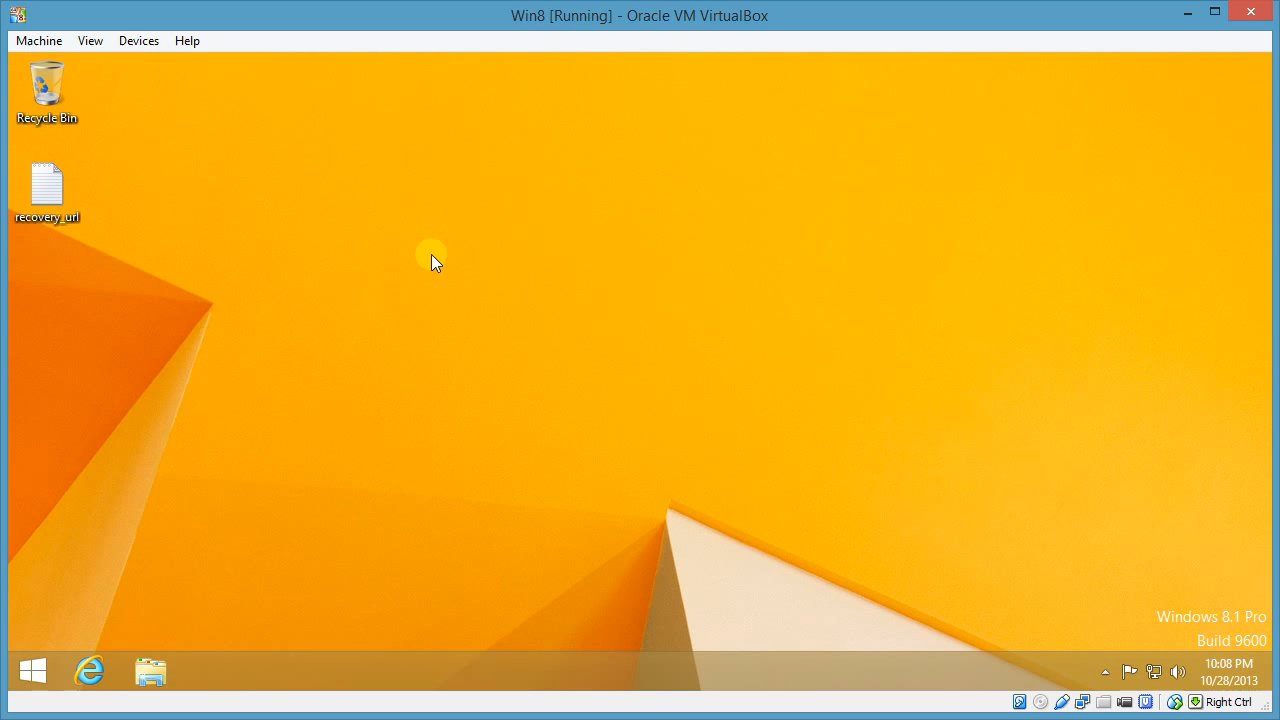 Win8 [Running] - Oracle VM VirtualBox
Machine View Devices Help
Recycle Bin
recovery_url
Windows 8.1 Pro
Build 9600
10:08 PM
10/28/2013
Right Ctrl